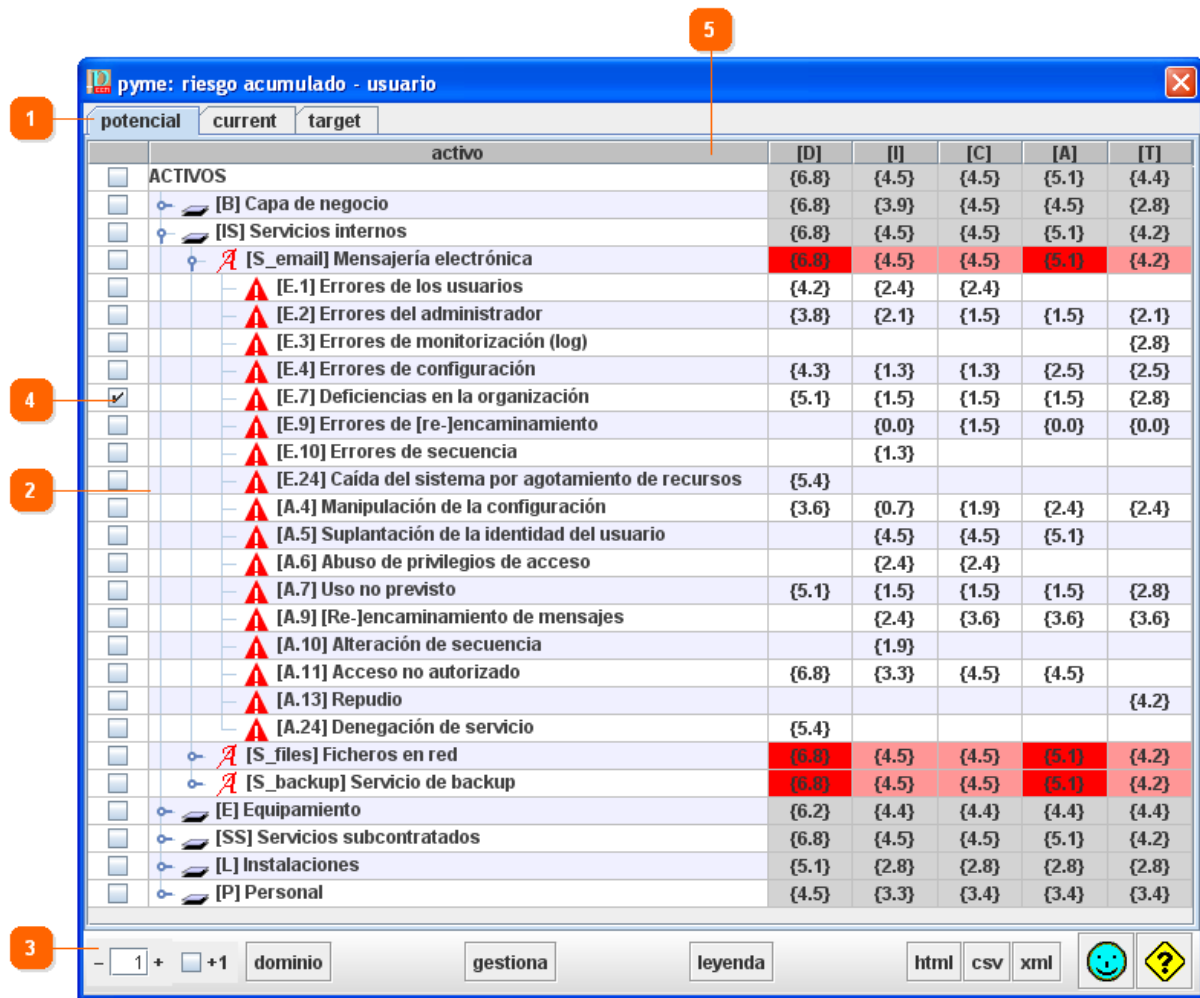 5
pyme: riesgo acumulado - usuario
1
potencial current target
activo [D] [I] [C] [A] [T]
ACTIVOS {6.8} {4.5} {4.5} {5.1} {4.4}
[B] Capa de negocio {6.8} {3.9} {4.5} {4.5} {2.8}
[IS] Servicios internos {6.8} {4.5} {4.5} {5.1} {4.2}
[S_email] Mensajería electrónica {6.8} {4.5} {4.5} {5.1} {4.2}
[E.1] Errores de los usuarios {4.2} {2.4} {2.4}
[E.2] Errores del administrador {3.8} {2.1} {1.5} {1.5} {2.1}
[E.3] Errores de monitorización (log) {2.8}
[E.4] Errores de configuración {4.3} {1.3} {1.3} {2.5} {2.5}
4
[E.7] Deficiencias en la organización {5.1} {1.5} {1.5} {1.5} {2.8}
[E.9] Errores de [re-]encaminamiento {0.0} {1.5} {0.0} {0.0}
[E.10] Errores de secuencia {1.3}
2
[E.24] Caída del sistema por agotamiento de recursos {5.4}
[A.4] Manipulación de la configuración {3.6} {0.7} {1.9} {2.4} {2.4}
[A.5] Suplantación de la identidad del usuario {4.5} {4.5} {5.1}
[A.6] Abuso de privilegios de acceso {2.4} {2.4}
[A.7] Uso no previsto {5.1} {1.5} {1.5} {1.5} {2.8}
[A.9] [Re-]encaminamiento de mensajes {2.4} {3.6} {3.6} {3.6}
[A.10] Alteración de secuencia {1.9}
[A.11] Acceso no autorizado {6.8} {3.3} {4.5} {4.5}
[A.13] Repudio {4.2}
[A.24] Denegación de servicio {5.4}
[S_files] Ficheros en red {6.8} {4.5} {4.5} {5.1} {4.2}
[S_backup] Servicio de backup {6.8} {4.5} {4.5} {5.1} {4.2}
[E] Equipamiento {6.2} {4.4} {4.4} {4.4} {4.4}
[SS] Servicios subcontratados {6.8} {4.5} {4.5} {5.1} {4.2}
[L] Instalaciones {5.1} {2.8} {2.8} {2.8} {2.8}
[P] Personal {4.5} {3.3} {3.4} {3.4} {3.4}
3
- 1 + +1 dominio gestiona leyenda html csv xml ?